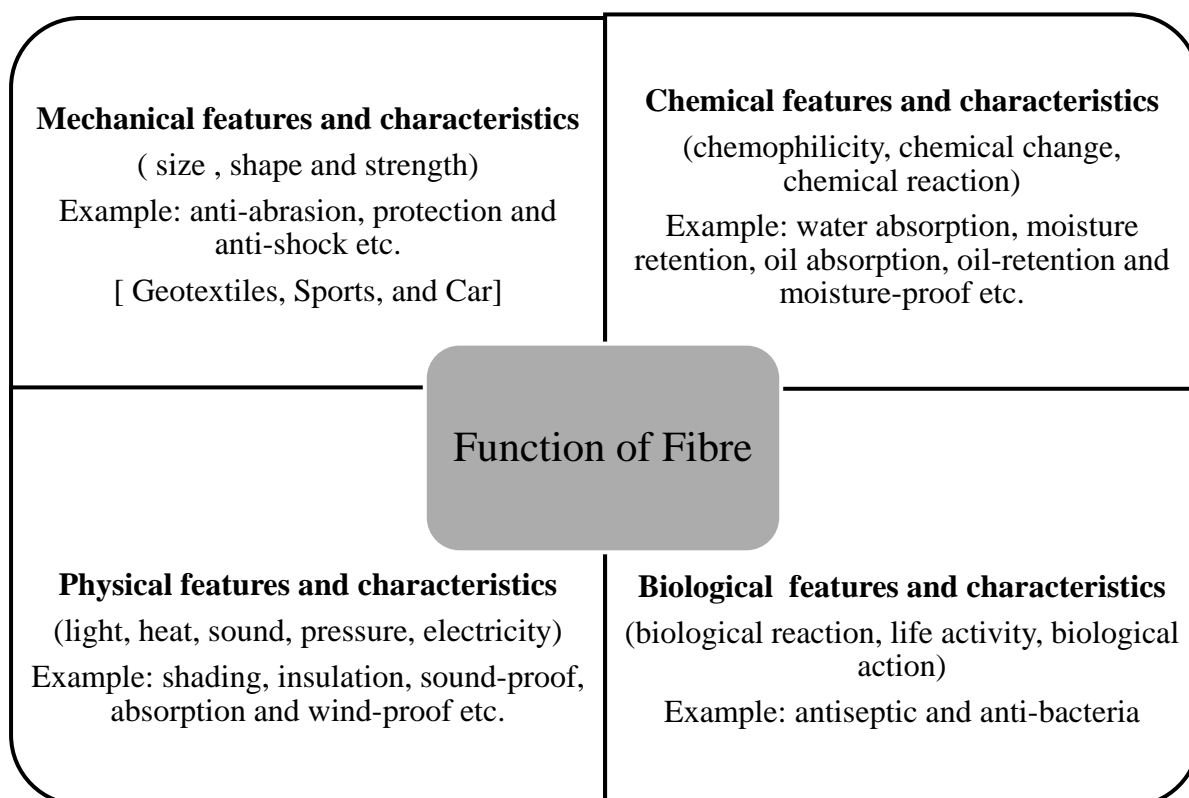 Mechanical features and characteristics
( size , shape and strength)
Example: anti-abrasion, protection and
anti-shock etc.
[ Geotextiles, Sports, and Car]
Chemical features and characteristics
(chemophilicity, chemical change,
chemical reaction)
Example: water absorption, moisture
retention, oil absorption, oil-retention and
moisture-proof etc.
Function of Fibre
Physical features and characteristics
(light, heat, sound, pressure, electricity)
Example: shading, insulation, sound-proof,
absorption and wind-proof etc.
Biological  features and characteristics
(biological reaction, life activity, biological
action)
Example: antiseptic and anti-bacteria